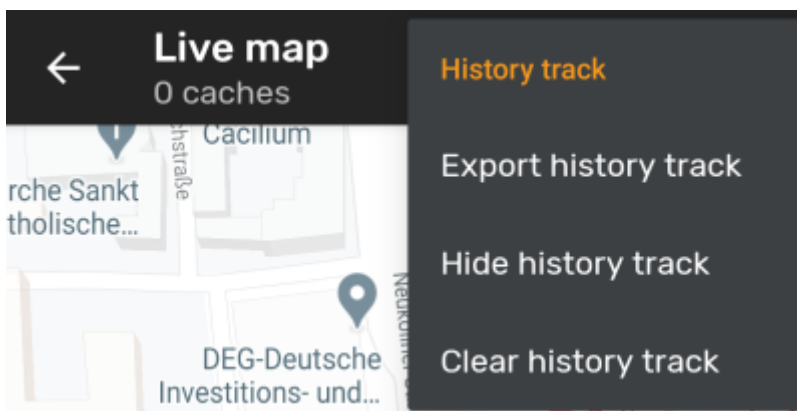 Live map
0 caches
History track
Export history track
Hide history track
Clear history track
Cacilium
chstraße
rche Sankt
tholische...
DEG-Deutsche
Investitions- und...